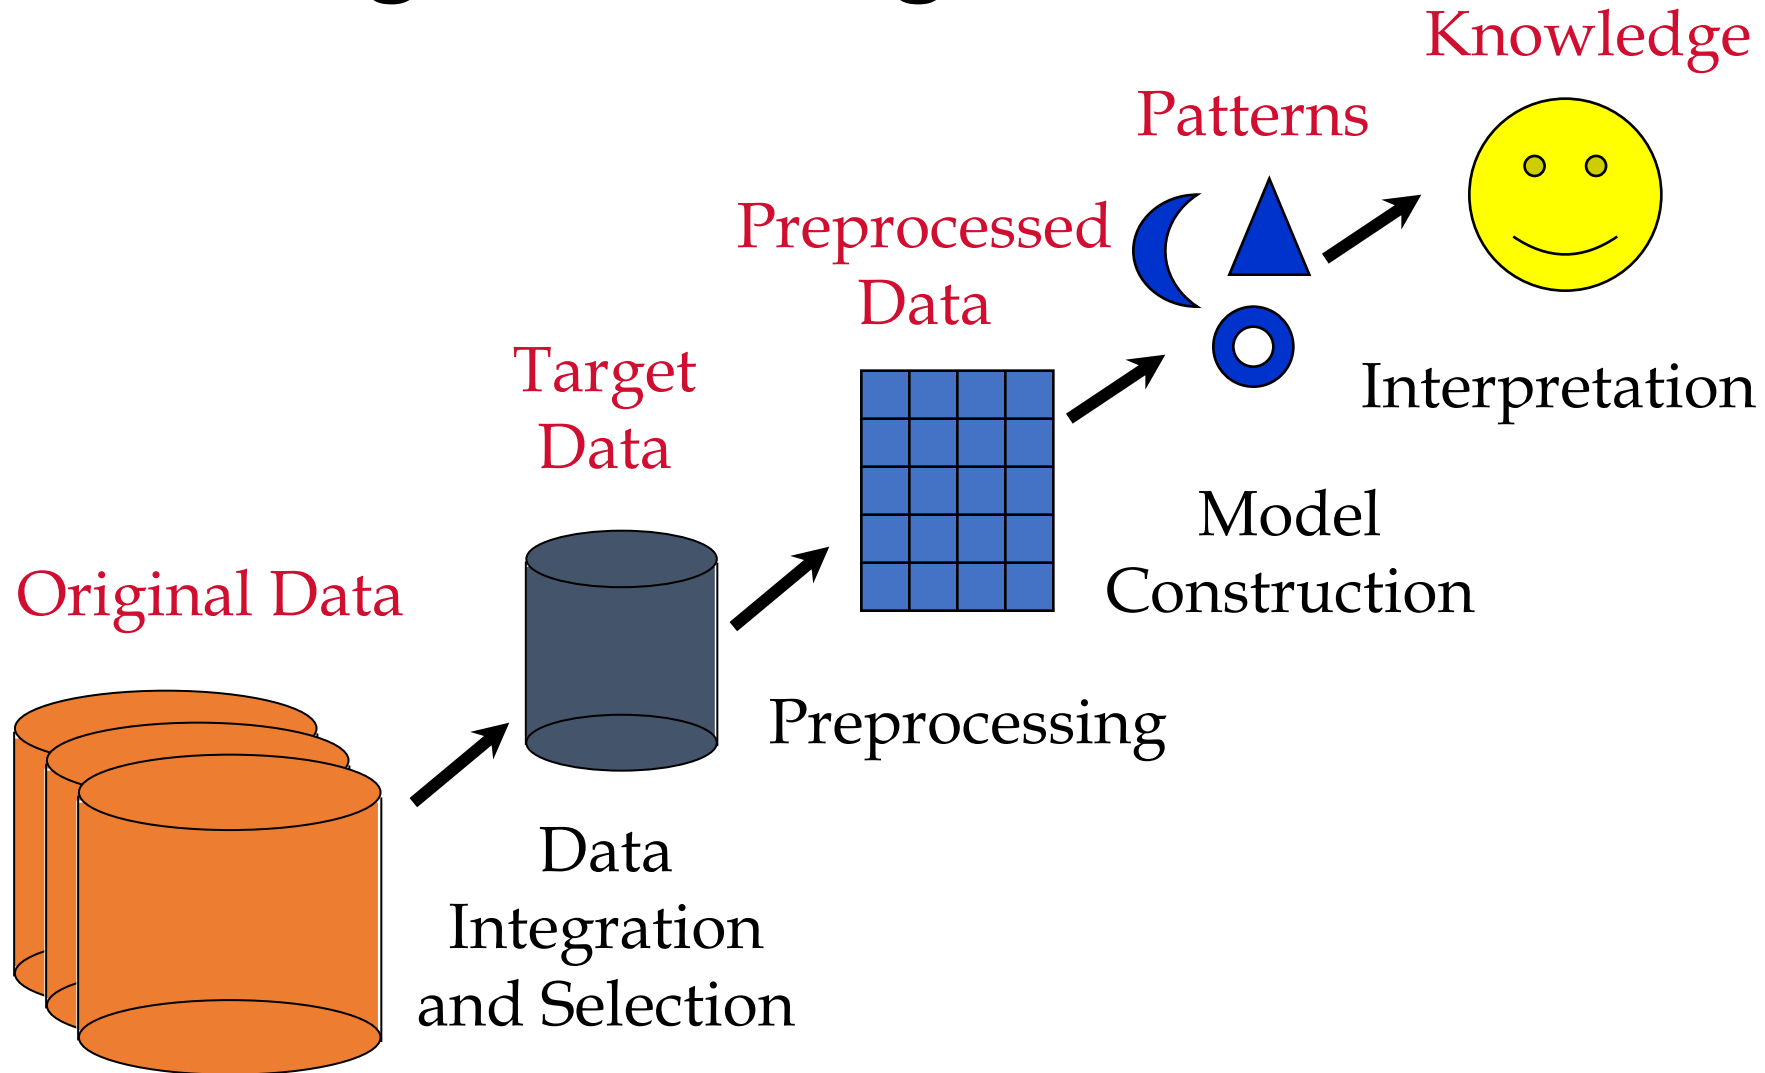 Knowledge
Patterns
Preprocessed
Data
Target
Data
Original Data
Interpretation
Model
Construction
Preprocessing
Data
Integration
and Selection